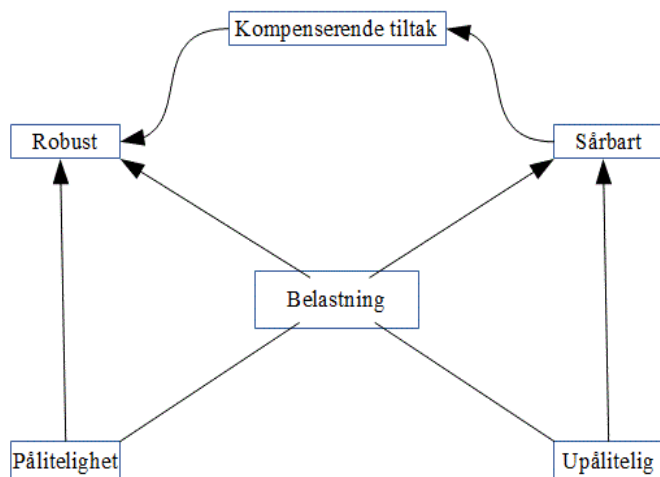 Kompenserende tiltak
Robust
Sårbart
Belastning
Pålitelighet
Upålitelig